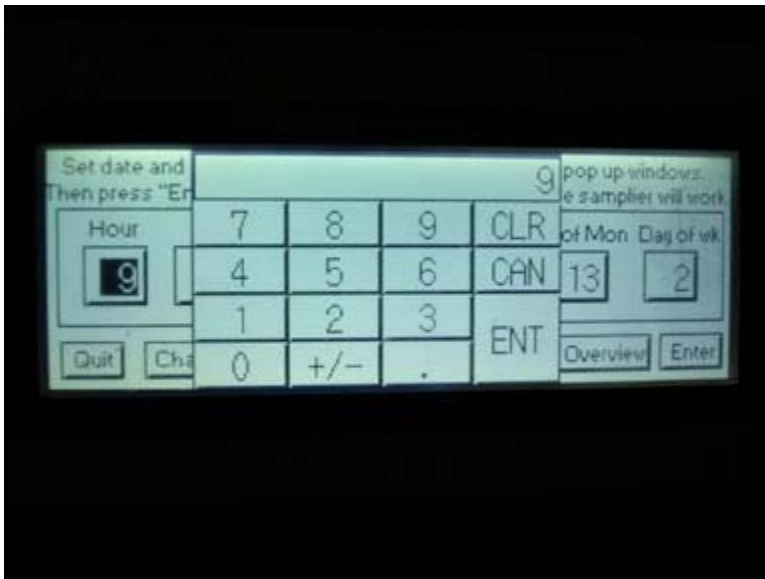 Set date and
Then press "En
9
pop up windows.
e samplier will work
Hour
of Mon Day of wk
9
13
2
7 8 9 CLR
4 5 6 CAN
1 2 3
ENT
0 +/- .
Quit
Cha
Overview
Enter